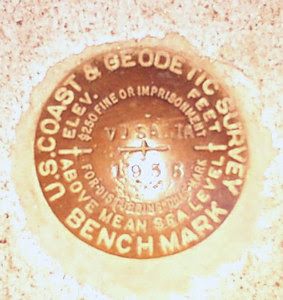 U.S. COAST & GEODETIC SURVEY
BENCH MARK
ELEV. FEET
ABOVE MEAN SEA LEVEL
$250 FINE OR IMPRISONMENT
FOR DISTURBING THIS MARK